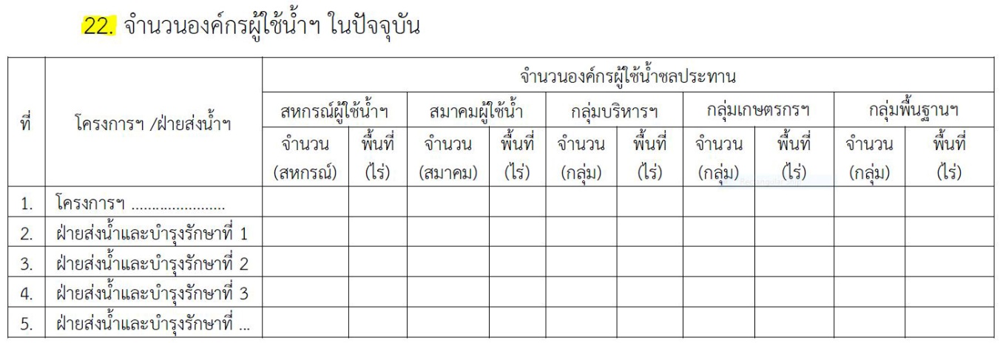 22. จำนวนองค์กรผู้ใช้น้ำฯ ในปัจจุบัน
ที่ โครงการฯ /ฝ่ายส่งน้ำฯ จำนวนองค์กรผู้ใช้น้ำชลประทาน
สหกรณ์ผู้ใช้น้ำฯ สมาคมผู้ใช้น้ำ กลุ่มบริหารฯ กลุ่มเกษตรกรฯ กลุ่มพื้นฐานฯ
จำนวน พื้นที่ จำนวน พื้นที่ จำนวน พื้นที่ จำนวน พื้นที่ จำนวน พื้นที่
(สหกรณ์) (ไร่) (สมาคม) (ไร่) (กลุ่ม) (ไร่) (กลุ่ม) (ไร่) (กลุ่ม) (ไร่)
1. โครงการฯ ......................
2. ฝ่ายส่งน้ำและบำรุงรักษาที่ 1
3. ฝ่ายส่งน้ำและบำรุงรักษาที่ 2
4. ฝ่ายส่งน้ำและบำรุงรักษาที่ 3
5. ฝ่ายส่งน้ำและบำรุงรักษาที่ ...